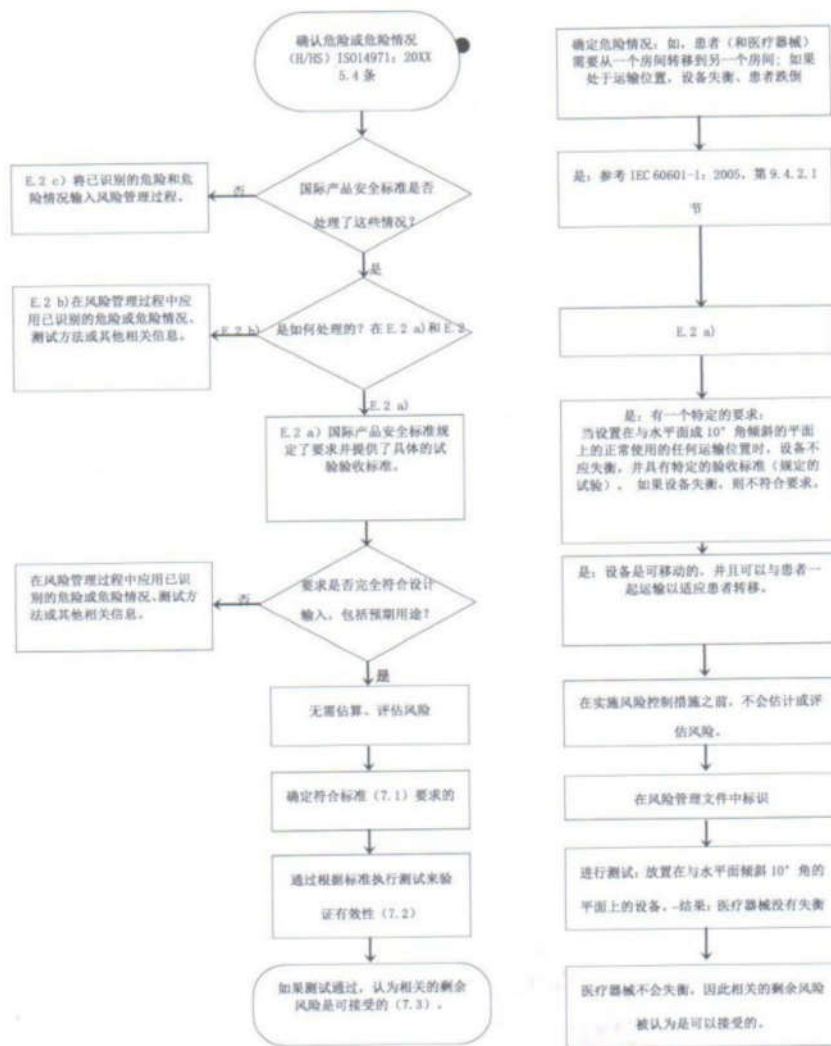 确认危险或危险情况
（H/HS）ISO14971：20XX
5.4 条
国际产品安全标准是否
处理了这些情况？
否
E.2 c）将已识别的危险和危
险情况输入风险管理过程。
是
是如何处理的？在 E.2 a)和 E.2
E.2 b)
E.2 b)在风险管理过程中应
用已识别的危险或危险情况、
测试方法或其他相关信息。
E.2 a)
E.2 a）国际产品安全标准规
定了要求并提供了具体的试
验验收标准。
要求是否完全符合设计
输入，包括预期用途？
否
在风险管理过程中应用已识
别的危险或危险情况、测试方
法或其他相关信息。
是
无需估算、评估风险
确定符合标准（7.1）要求的
通过根据标准执行测试来验
证有效性（7.2）
如果测试通过，认为相关的剩余
风险是可接受的（7.3）。
确定危险情况：如，患者（和医疗器械）
需要从一个房间转移到另一个房间；如果
处于运输位置，设备失衡、患者跌倒
是：参考 IEC 60601-1：2005，第 9.4.2.1
节
E.2 a)
是：有一个特定的要求：
当设置在与水平面成 10°角倾斜的平面
上的正常使用的任何运输位置时，设备不
应失衡，并具有特定的验收标准（规定的
试验）。 如果设备失衡，则不符合要求。
是：设备是可移动的，并且可以与患者一
起运输以适应患者转移。
在实施风险控制措施之前，不会估计或评
估风险。
在风险管理文件中标识
进行测试：放置在与水平面倾斜 10°角的
平面上的设备。-结果：医疗器械没有失衡
医疗器械不会失衡，因此相关的剩余风险
被认为是可以接受的。